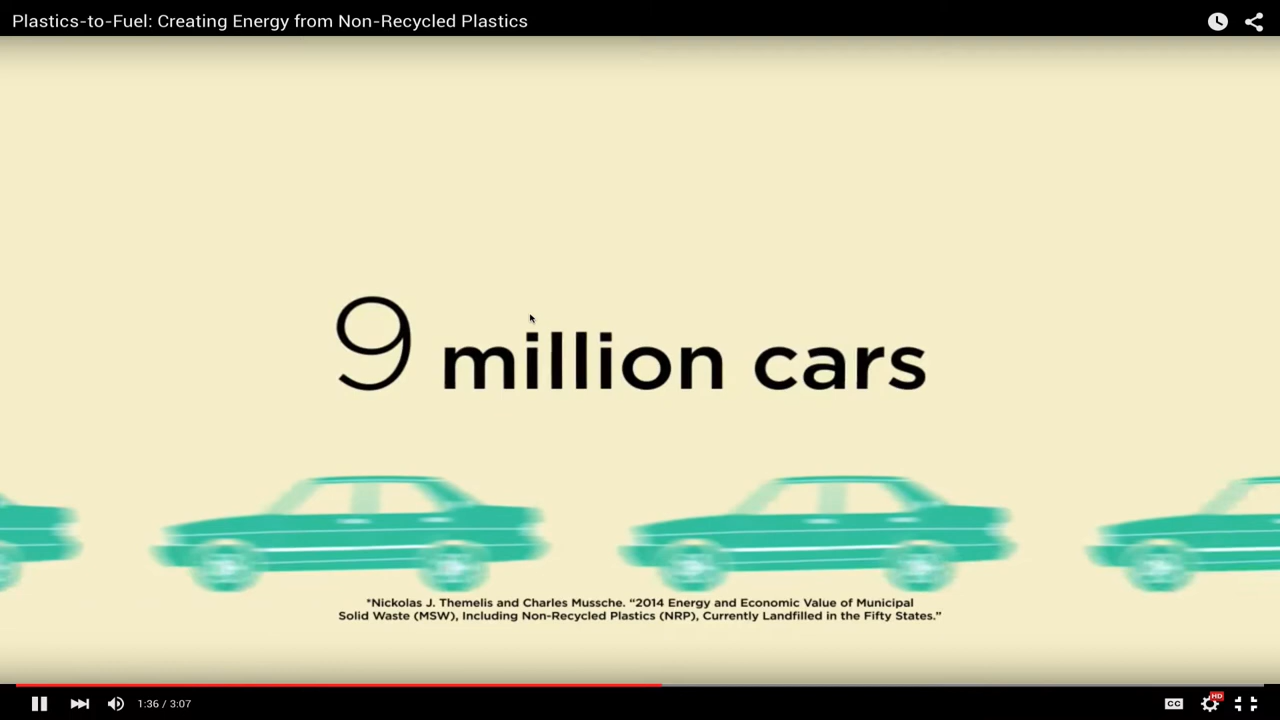 Plastics-to-Fuel: Creating Energy from Non-Recycled Plastics
9 million cars
*Nickolas J. Themelis and Charles Mussche. “2014 Energy and Economic Value of Municipal
Solid Waste (MSW), Including Non-Recycled Plastics (NRP), Currently Landfilled in the Fifty States.”
1:36 / 3:07
CC
HD